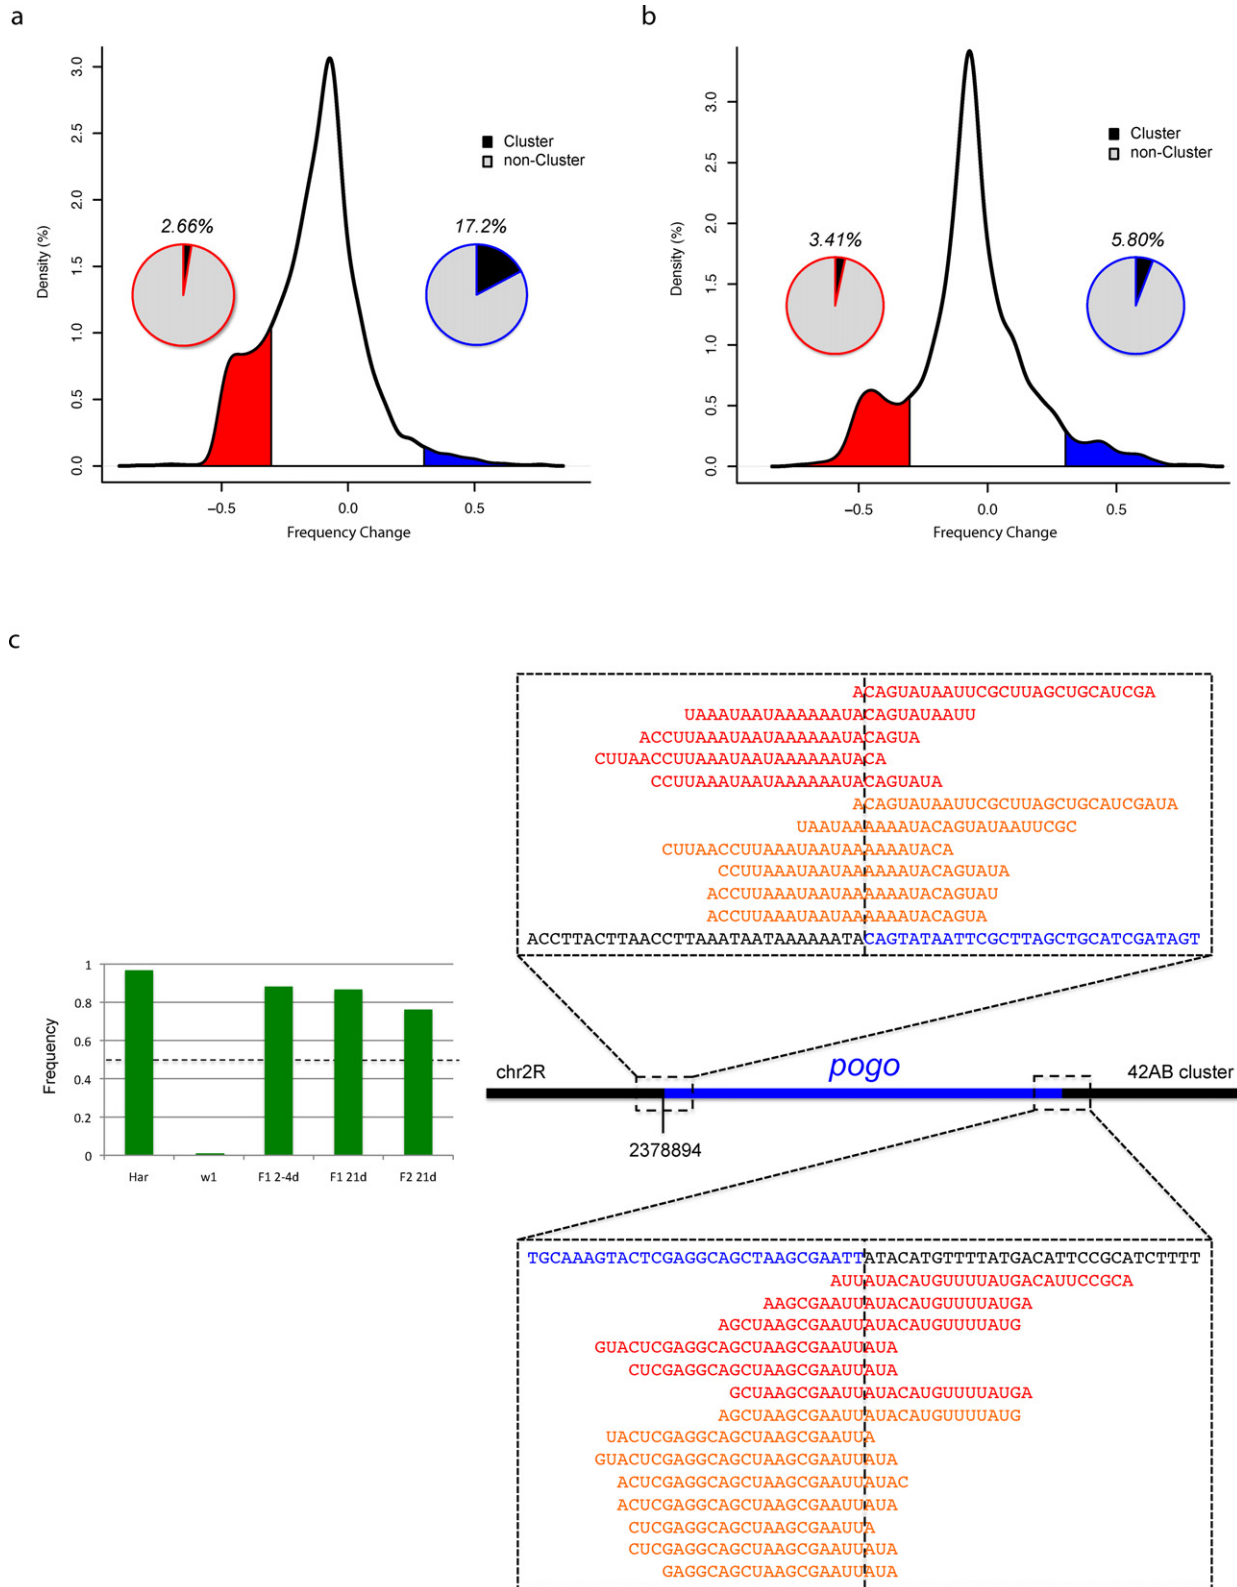 a
3.0
2.5
2.0
1.5
1.0
0.5
0.0
Density (%)
Cluster
non-Cluster
2.66%
17.2%
−0.5
0.0
0.5
Frequency Change
b
3.0
2.5
2.0
1.5
1.0
0.5
0.0
Density (%)
Cluster
non-Cluster
3.41%
5.80%
−0.5
0.0
0.5
Frequency Change
c
1
0.8
0.6
0.4
0.2
0
Frequency
Har
w1
F1 2-4d
F1 21d
F2 21d
ACAGUAUAAUUCGCUUAGCUGCAUCGA
UAAAUAAUAAAAAAUACAGUAUAAUU
ACCUUAAAUAAUAAAAAAUACAGUA
CUUAACCUUAAAUAAUAAAAAAUACA
CCUUAAAUAAUAAAAAAUACAGUAUA
ACAGUAUAAUUCGCUUAGCUGCAUCGAUA
UAAUAAAAAAUACAGUAUAAUUCGC
CUUAACCUUAAAUAAUAAAAAAUACA
CCUUAAAUAAUAAAAAAUACAGUAUA
ACCUUAAAUAAUAAAAAAUACAGUAU
ACCUUAAAUAAUAAAAAAUACAGUA
ACCTTACTTAACCTTAAATAATAAAAAATACAGTATAATTCGCTTAGCTGCATCGATAGT
chr2R
pogo
42AB cluster
2378894
TGCAAAGTACTCGAGGCAGCTAAGCGAATTATACATGTTTTATGACATTCCGCATCTTTT
AUUAUACAUGUUUUAUGACAUUCCGCA
AAGCGAAUUAUACAUGUUUUAUGA
AGCUAAGCGAAUUAUACAUGUUUUAUG
GUACUCGAGGCAGCUAAGCGAAUUAUA
CUCGAGGCAGCUAAGCGAAUUAUA
GCUAAGCGAAUUAUACAUGUUUUAUGA
AGCUAAGCGAAUUAUACAUGUUUUAUG
UACUCGAGGCAGCUAAGCGAAUUA
GUACUCGAGGCAGCUAAGCGAAUUAUA
ACUCGAGGCAGCUAAGCGAAUUAUAC
ACUCGAGGCAGCUAAGCGAAUUAUA
CUCGAGGCAGCUAAGCGAAUUA
CUCGAGGCAGCUAAGCGAAUUAUA
GAGGCAGCUAAGCGAAUUAUA